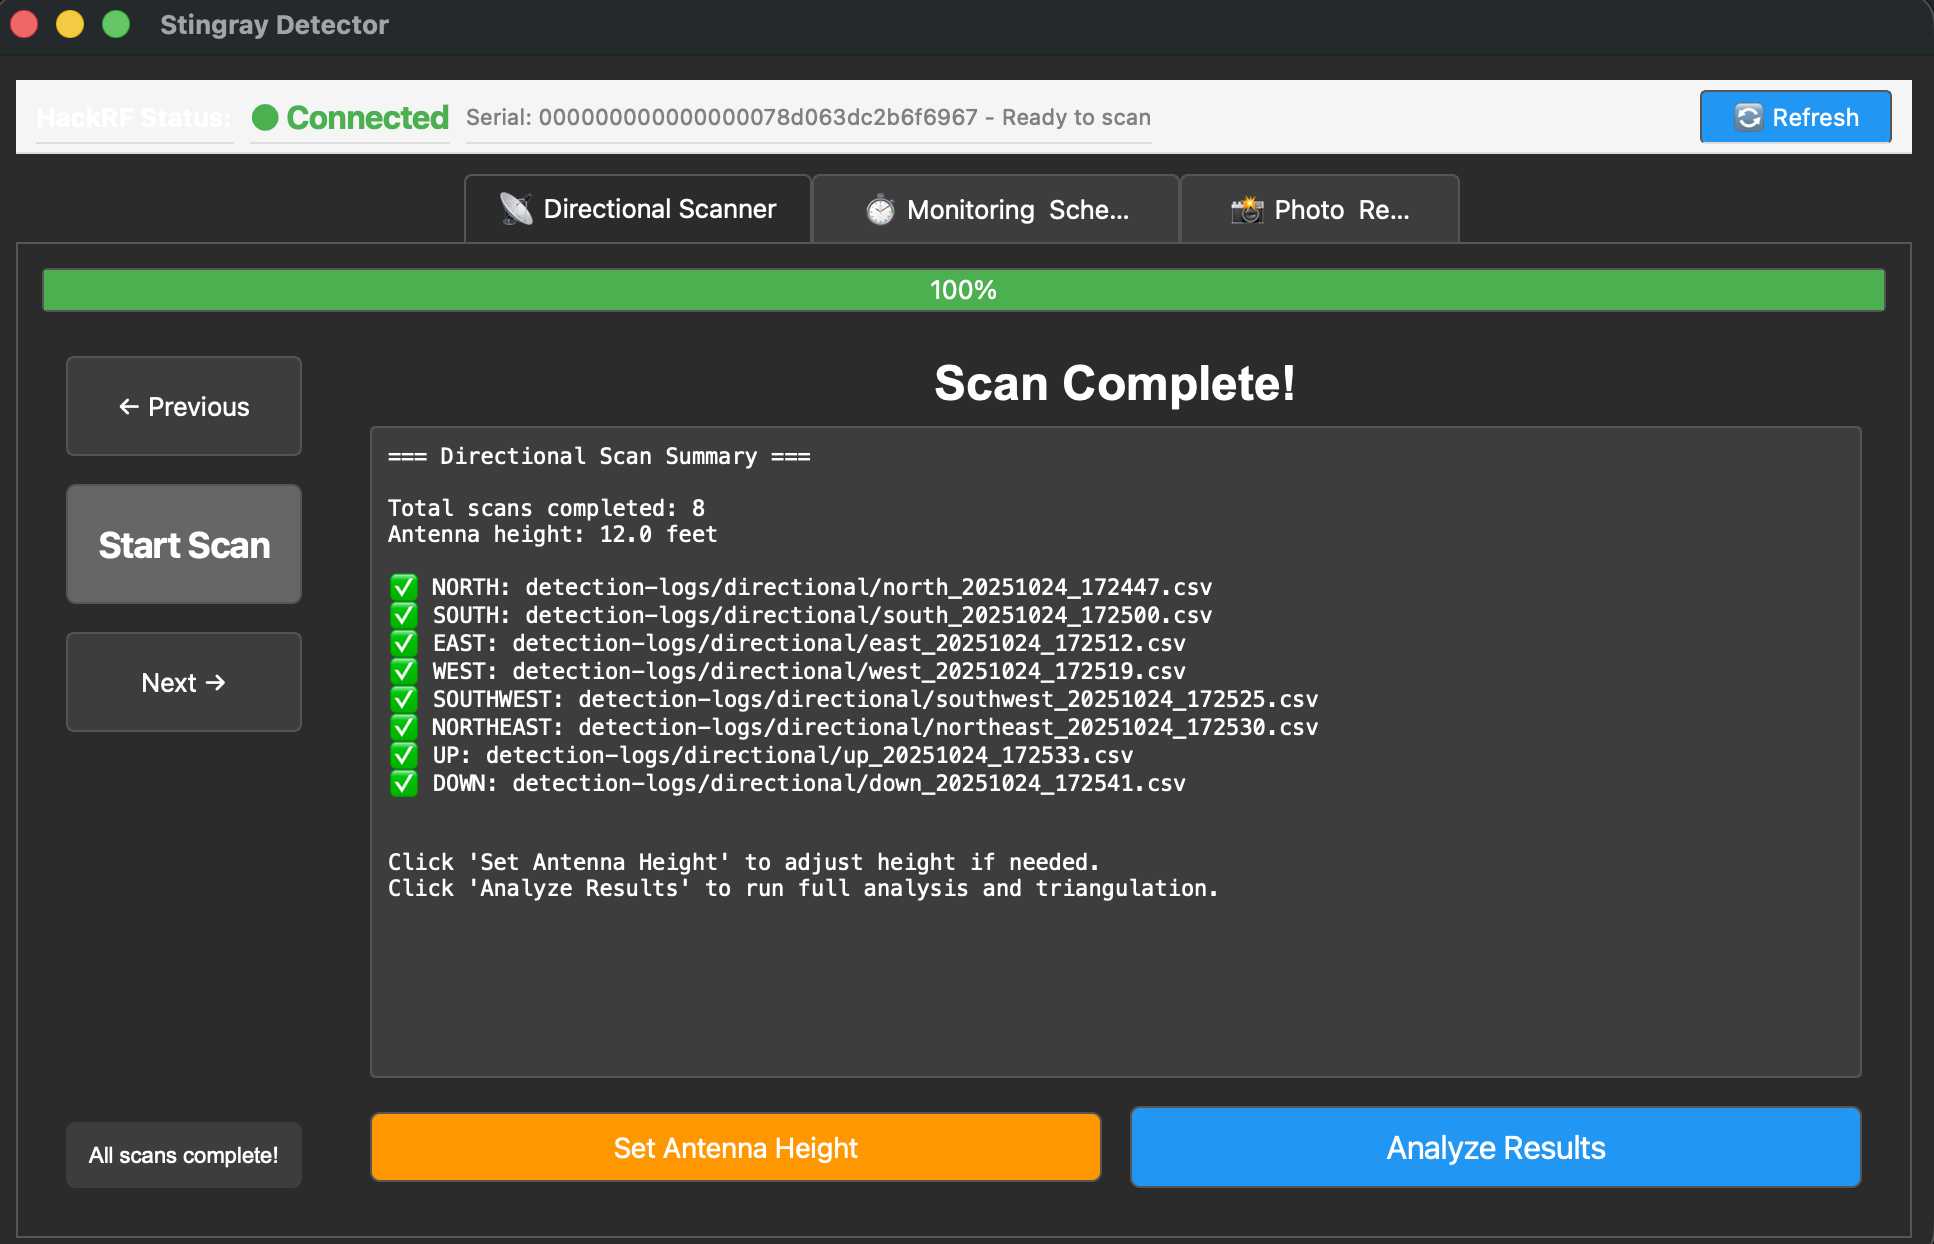 Stingray Detector
HackRF Status: Connected Serial: 000000000000000078d063dc2b6f6967 - Ready to scan Refresh
Directional Scanner Monitoring Sche... Photo Re...
100%
← Previous
Start Scan
Next →
Scan Complete!
=== Directional Scan Summary ===
Total scans completed: 8
Antenna height: 12.0 feet
✅ NORTH: detection-logs/directional/north_20251024_172447.csv
✅ SOUTH: detection-logs/directional/south_20251024_172500.csv
✅ EAST: detection-logs/directional/east_20251024_172512.csv
✅ WEST: detection-logs/directional/west_20251024_172519.csv
✅ SOUTHWEST: detection-logs/directional/southwest_20251024_172525.csv
✅ NORTHEAST: detection-logs/directional/northeast_20251024_172530.csv
✅ UP: detection-logs/directional/up_20251024_172533.csv
✅ DOWN: detection-logs/directional/down_20251024_172541.csv
Click 'Set Antenna Height' to adjust height if needed.
Click 'Analyze Results' to run full analysis and triangulation.
All scans complete!
Set Antenna Height
Analyze Results